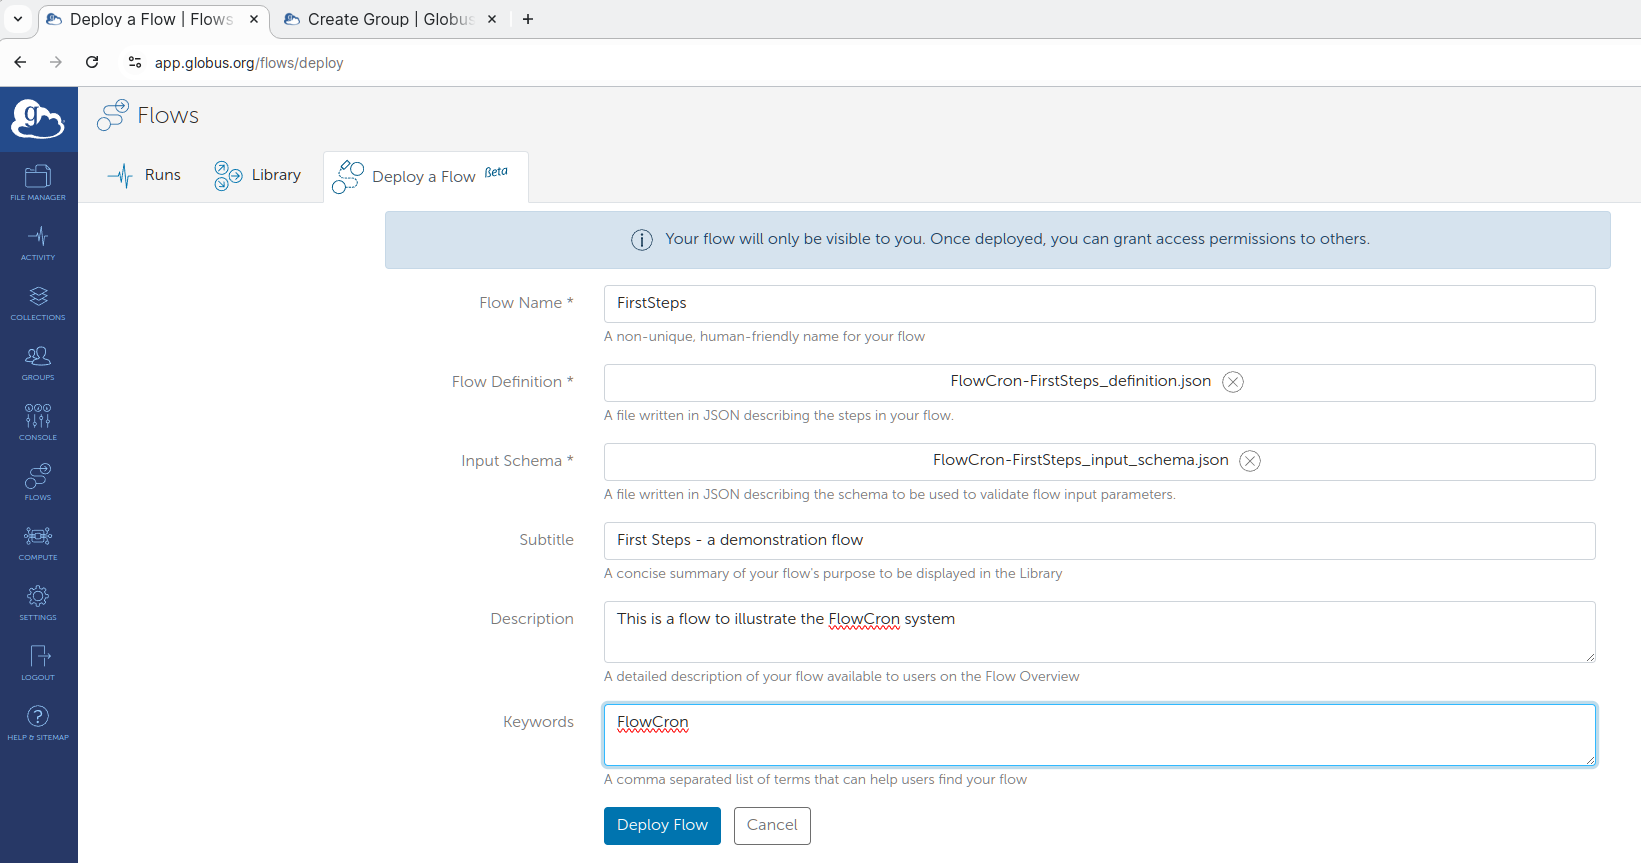 Deploy a Flow | Flows
Create Group | Globus
app.globus.org/flows/deploy
g
Flows
Runs
Library
Deploy a Flow Beta
FILE MANAGER
ACTIVITY
COLLECTIONS
GROUPS
CONSOLE
FLOWS
COMPUTE
SETTINGS
LOGOUT
HELP & SITEMAP
Your flow will only be visible to you. Once deployed, you can grant access permissions to others.
Flow Name *
FirstSteps
A non-unique, human-friendly name for your flow
Flow Definition *
FlowCron-FirstSteps_definition.json
A file written in JSON describing the steps in your flow.
Input Schema *
FlowCron-FirstSteps_input_schema.json
A file written in JSON describing the schema to be used to validate flow input parameters.
Subtitle
First Steps - a demonstration flow
A concise summary of your flow's purpose to be displayed in the Library
Description
This is a flow to illustrate the FlowCron system
A detailed description of your flow available to users on the Flow Overview
Keywords
FlowCron
A comma separated list of terms that can help users find your flow
Deploy Flow
Cancel